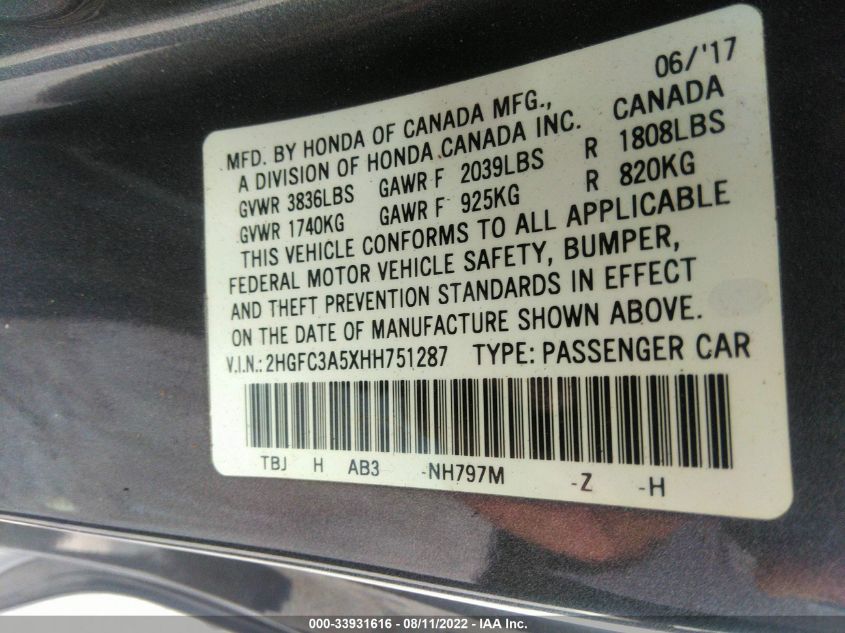 06/'17
MFD. BY HONDA OF CANADA MFG.,
A DIVISION OF HONDA CANADA INC. CANADA
GVWR 3836LBS GAWR F 2039LBS R 1808LBS
GVWR 1740KG GAWR F 925KG R 820KG
THIS VEHICLE CONFORMS TO ALL APPLICABLE
FEDERAL MOTOR VEHICLE SAFETY, BUMPER,
AND THEFT PREVENTION STANDARDS IN EFFECT
ON THE DATE OF MANUFACTURE SHOWN ABOVE.
V.I.N.: 2HGFC3A5XHH751287 TYPE: PASSENGER CAR
TBJ H AB3 -NH797M -Z -H
000-33931616 - 08/11/2022 - IAA Inc.